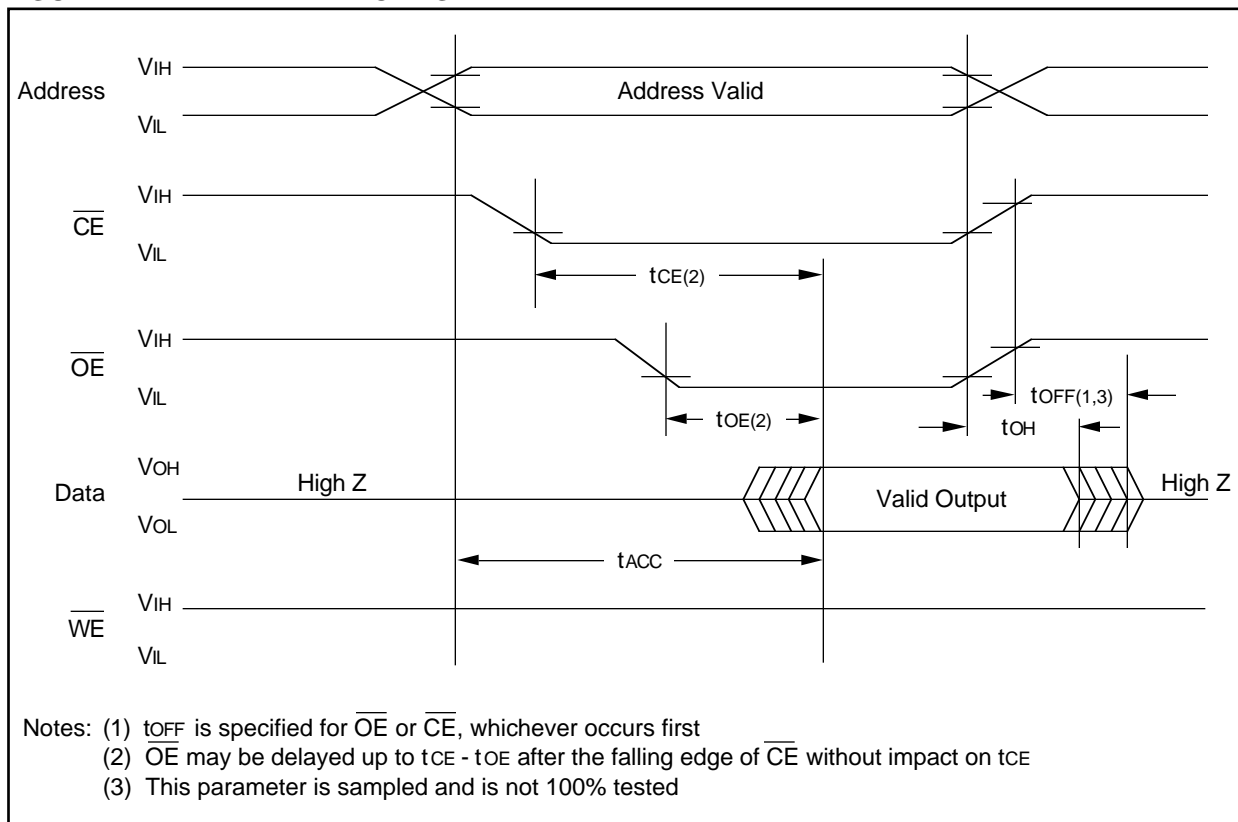 VIH
Address
Address Valid
VIL
VIH
CE
VIL
tCE(2)
VIH
OE
VIL
tOFF(1,3)
tOE(2)
tOH
VOH
Data
High Z
Valid Output
High Z
VOL
tACC
VIH
WE
VIL
Notes: (1) tOFF is specified for OE or CE, whichever occurs first
(2) OE may be delayed up to tCE - tOE after the falling edge of CE without impact on tCE
(3) This parameter is sampled and is not 100% tested